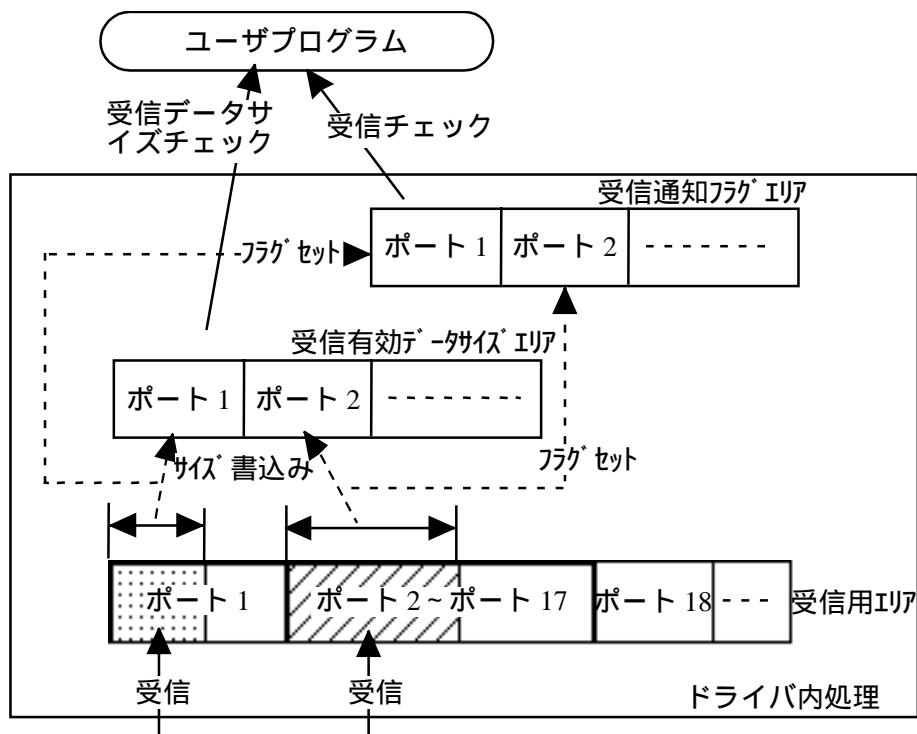 ユーザプログラム
受信データサ
イズチェック
受信チェック
受信通知ﾌﾗｸﾞｴﾘｱ
ﾌﾗｸﾞｾｯﾄ
ポート 1
ポート 2
受信有効ﾃﾞｰﾀｻｲｽﾞｴﾘｱ
ポート 1
ポート 2
ｻｲｽﾞ書込み
ﾌﾗｸﾞｾｯﾄ
ポート 1
ポート 2~ポート 17
ポート 18
受信用ｴﾘｱ
受信
受信
ドライバ内処理